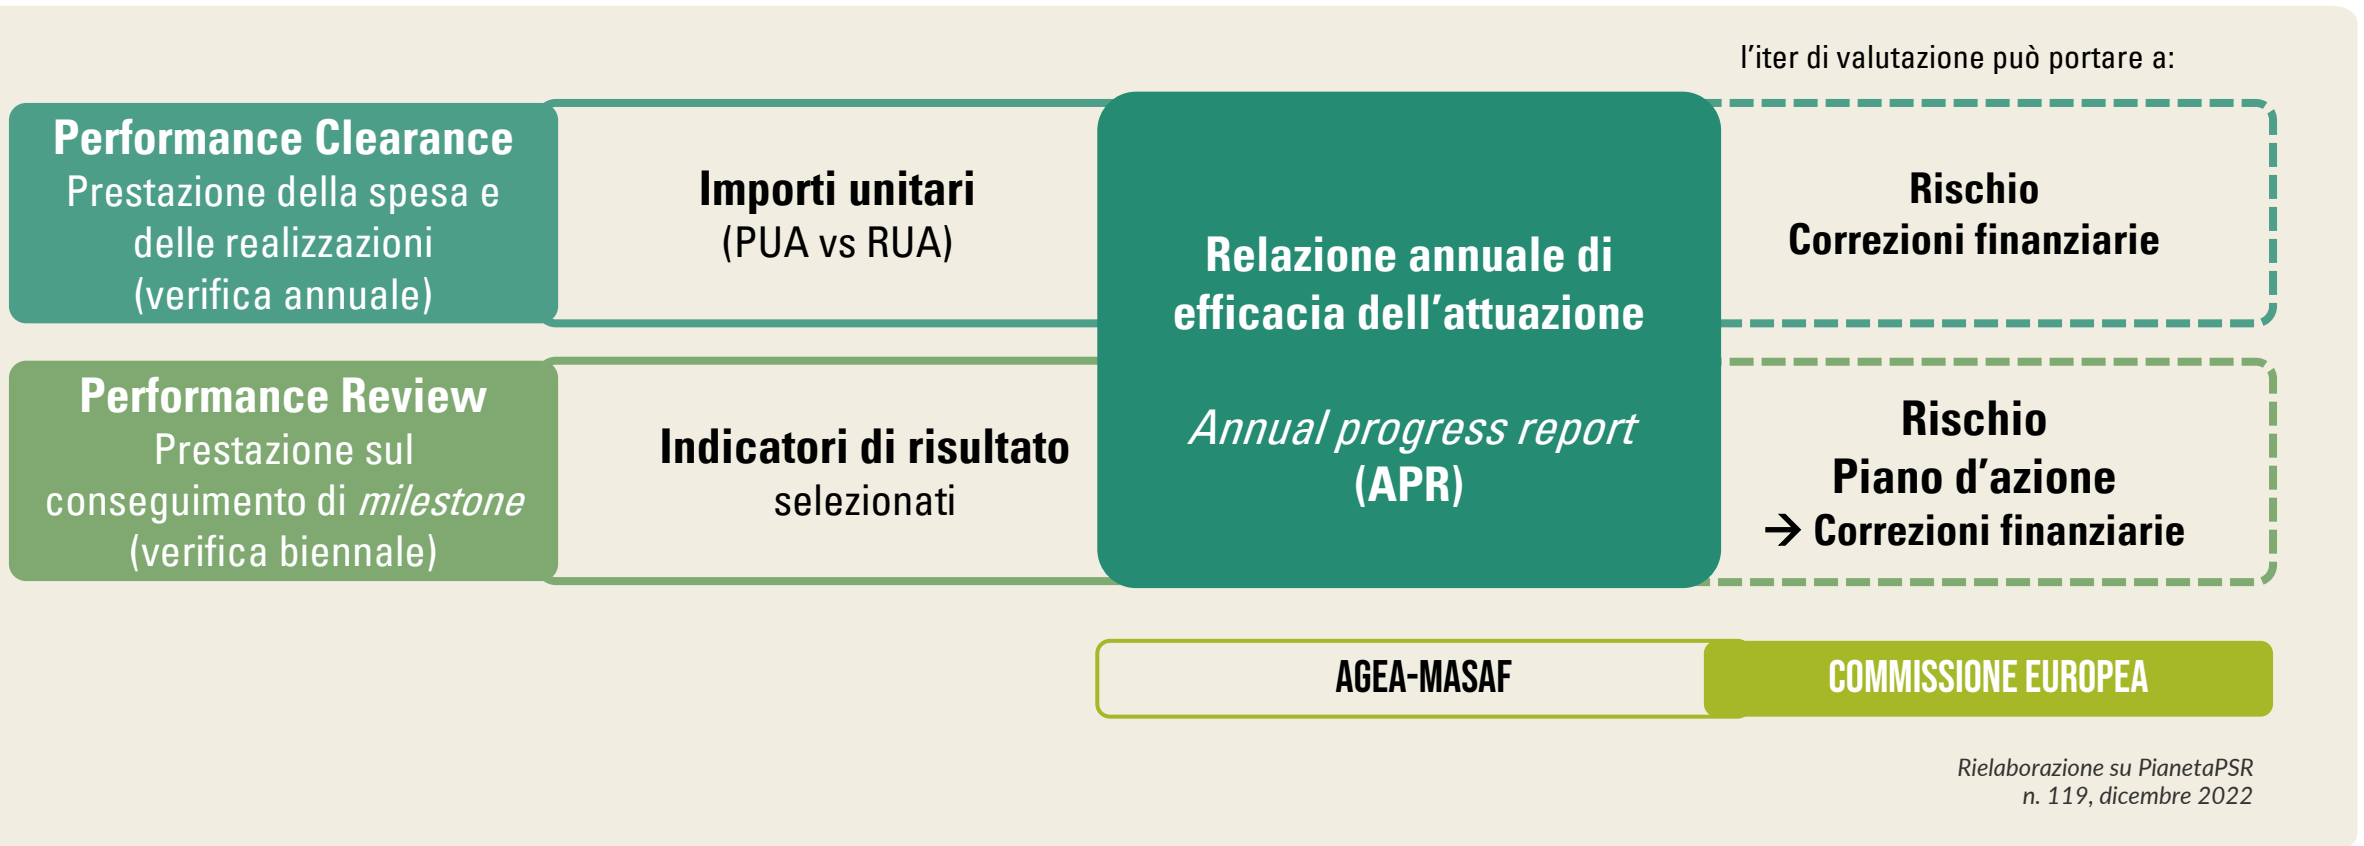 l'iter di valutazione può portare a:
Performance Clearance
Prestazione della spesa e
delle realizzazioni
(verifica annuale)
Importi unitari
(PUA vs RUA)
Relazione annuale di
efficacia dell'attuazione
Annual progress report
(APR)
Rischio
Correzioni finanziarie
Performance Review
Prestazione sul
conseguimento di milestone
(verifica biennale)
Indicatori di risultato
selezionati
Rischio
Piano d'azione
→ Correzioni finanziarie
AGEA-MASAF
COMMISSIONE EUROPEA
Rielaborazione su PianetaPSR
n. 119, dicembre 2022